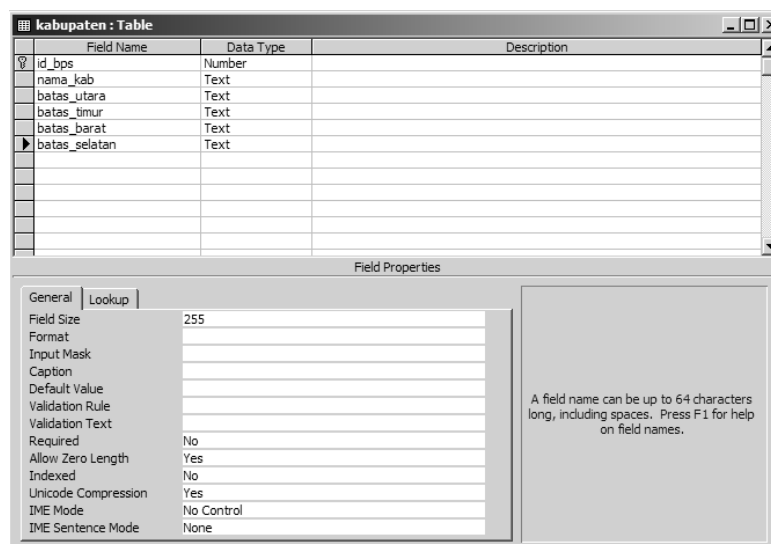 kabupaten : Table
Field Name Data Type Description
id_bps Number
nama_kab Text
batas_utara Text
batas_timur Text
batas_barat Text
batas_selatan Text
Field Properties
General Lookup
Field Size 255
Format
Input Mask
Caption
Default Value
Validation Rule
Validation Text
Required No
Allow Zero Length Yes
Indexed No
Unicode Compression Yes
IME Mode No Control
IME Sentence Mode None
A field name can be up to 64 characters
long, including spaces. Press F1 for help
on field names.